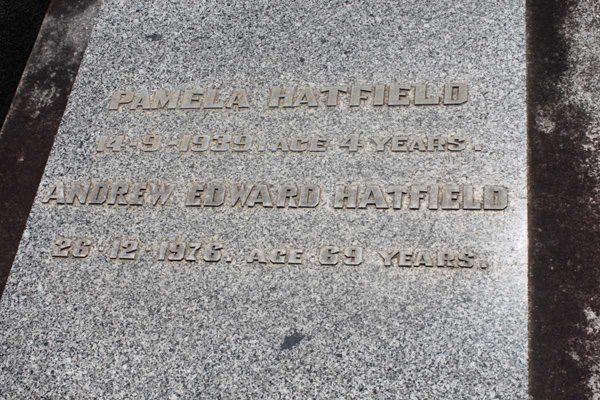 PAMELA HATFIELD
14-9-1939. AGE 4 YEARS.
ANDREW EDWARD HATFIELD
26-12-1976. AGE 69 YEARS.